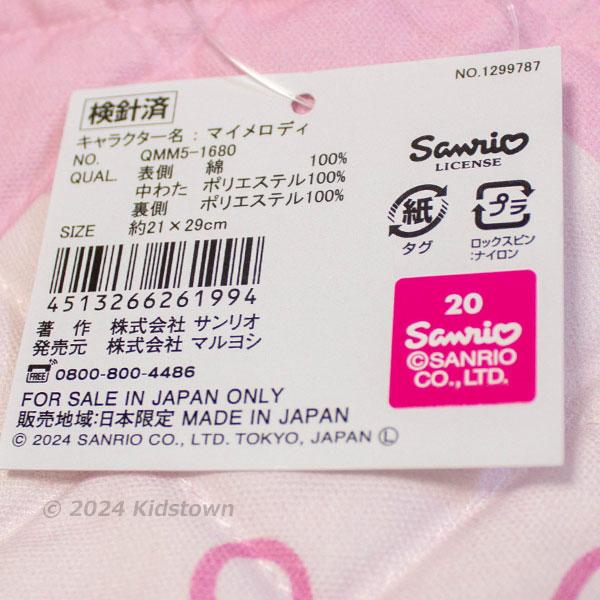 NO.1299787
検針済
キャラクター名 : マイメロディ
NO. QMM5-1680
QUAL. 表側 綿 100%
中わた ポリエステル100%
裏側 ポリエステル100%
SIZE 約21×29cm
4513266261994
著 作 株式会社 サンリオ
発売元 株式会社 マルヨシ
FREE 0800-800-4486
FOR SALE IN JAPAN ONLY
販売地域:日本限定 MADE IN JAPAN
© 2024 SANRIO CO., LTD. TOKYO, JAPAN Ⓛ
Sanrio
LICENSE
紙
タグ
プラ
ロックスピン
:ナイロン
20
Sanrio
©SANRIO
CO.,LTD.
© 2024 Kidstown